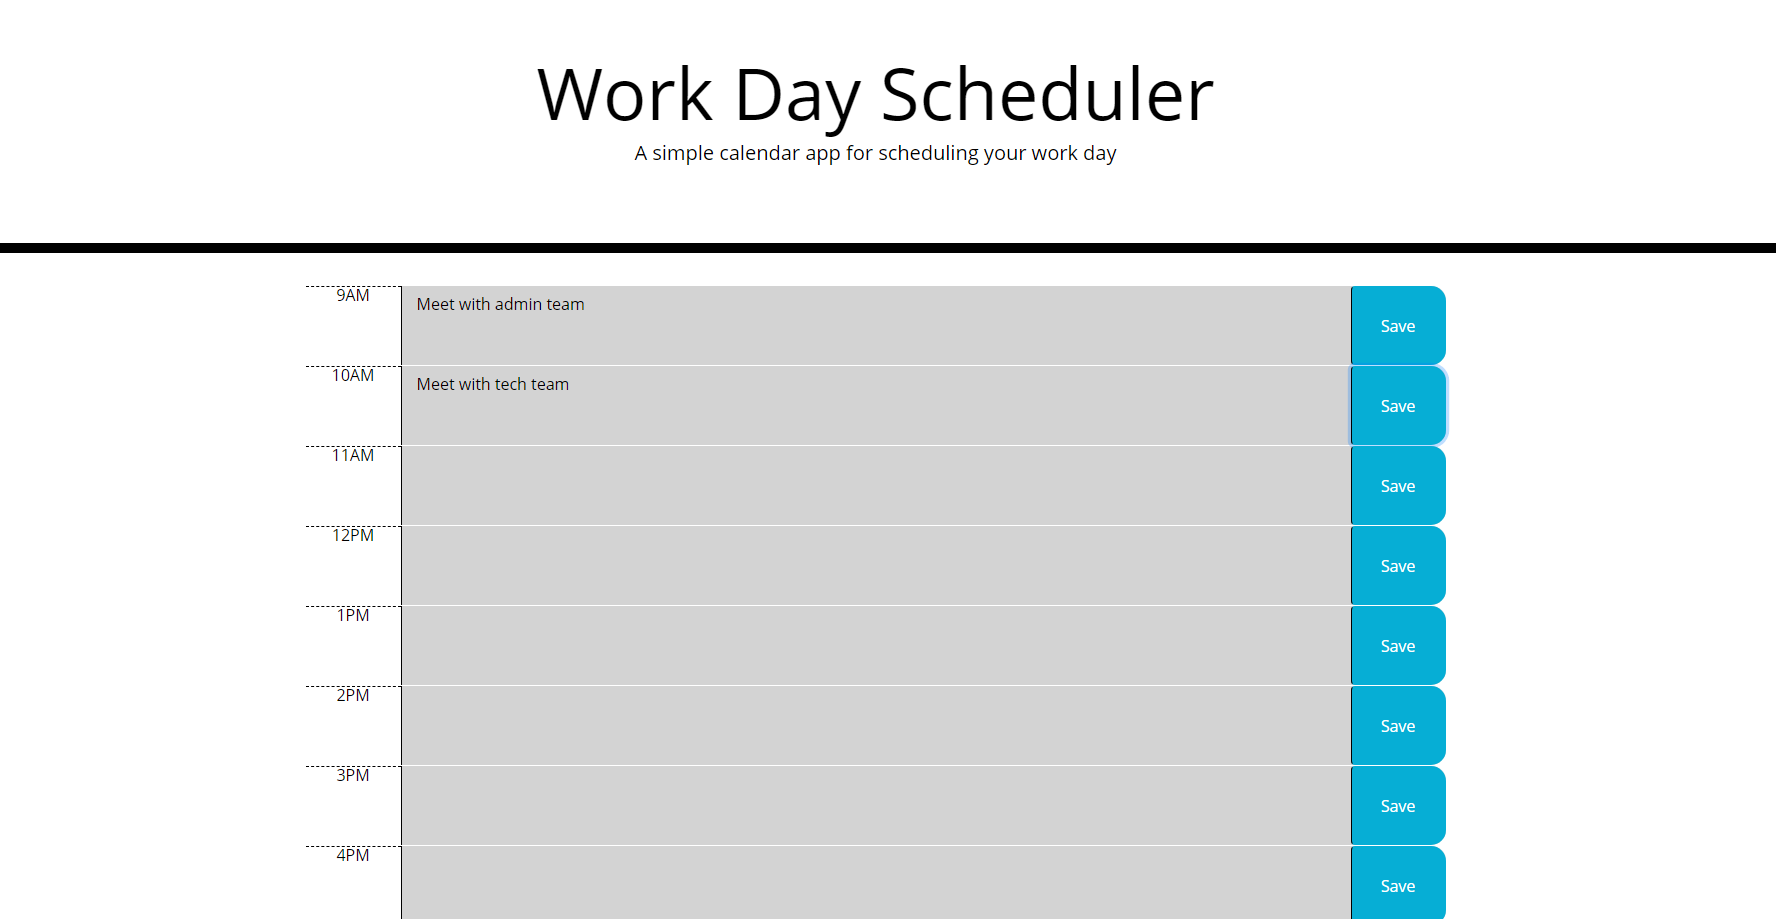 Work Day Scheduler
A simple calendar app for scheduling your work day
9AM Meet with admin team Save
10AM Meet with tech team Save
11AM Save
12PM Save
1PM Save
2PM Save
3PM Save
4PM Save